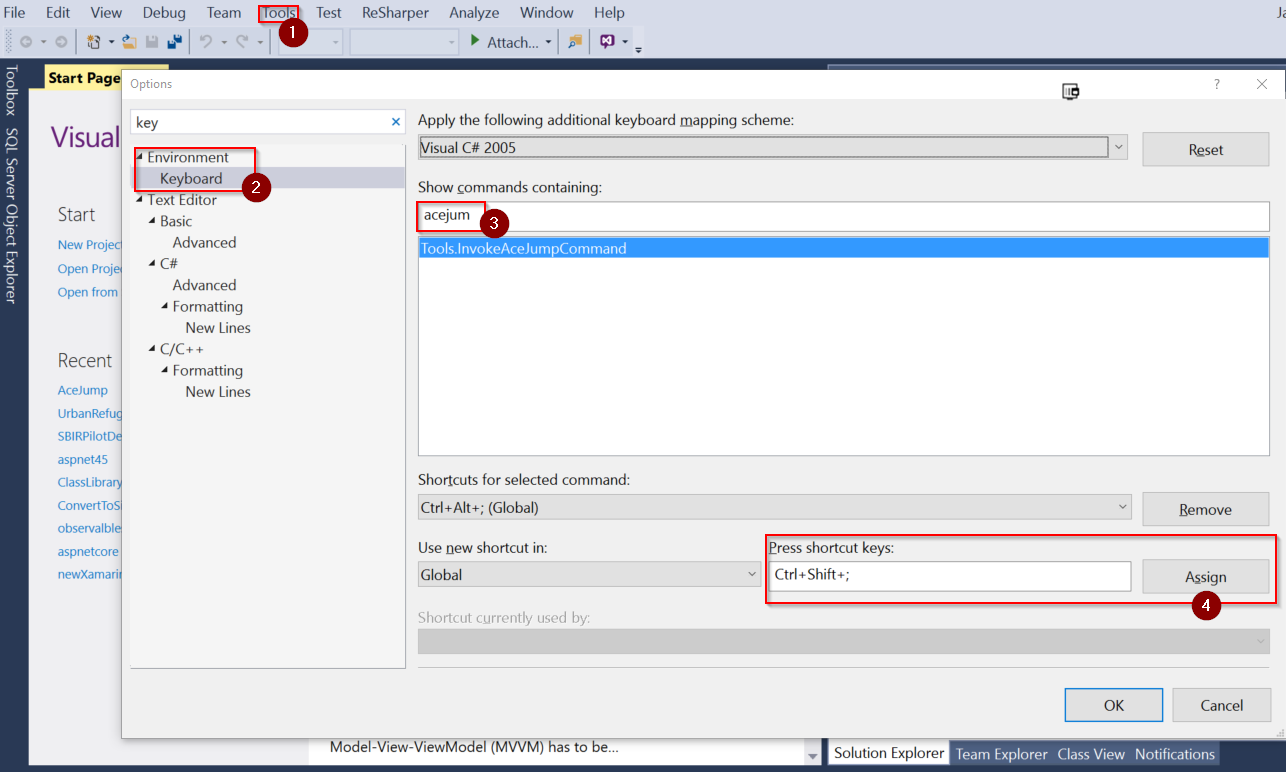 File Edit View Debug Team Tools Test ReSharper Analyze Window Help
1
Attach...
Toolbox
SQL Server Object Explorer
Start Page
Visual
Start
New Project
Open Projec
Open from
Recent
AceJump
UrbanRefug
SBIRPilotDe
aspnet45
ClassLibrary
ConvertToSi
observalble
aspnetcore
newXamarin
Options
?
key
Environment
Keyboard
2
Text Editor
Basic
Advanced
C#
Advanced
Formatting
New Lines
C/C++
Formatting
New Lines
Apply the following additional keyboard mapping scheme:
Visual C# 2005
Reset
Show commands containing:
acejum
3
Tools.InvokeAceJumpCommand
Shortcuts for selected command:
Ctrl+Alt+; (Global)
Remove
Use new shortcut in:
Press shortcut keys:
Global
Ctrl+Shift+;
Assign
4
Shortcut currently used by:
OK
Cancel
Model-View-ViewModel (MVVM) has to be...
Solution Explorer Team Explorer Class View Notifications